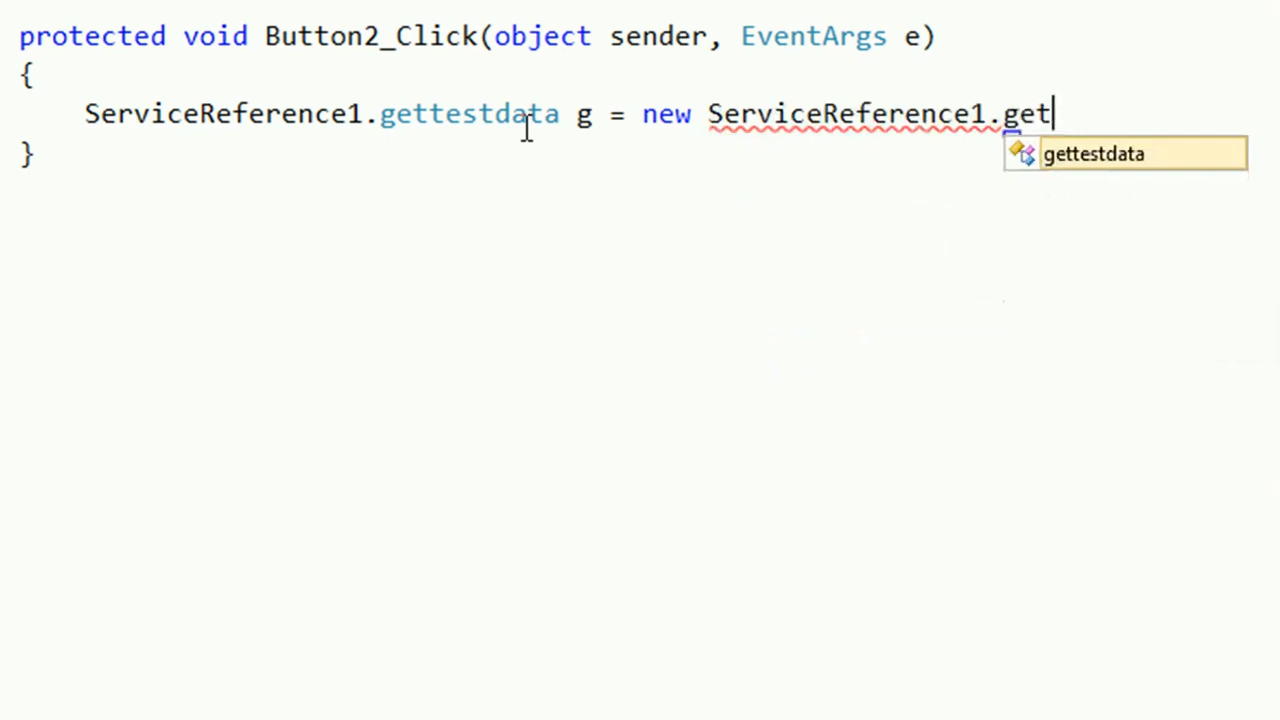 protected void Button2_Click(object sender, EventArgs e)
{
ServiceReference1.gettestdata g = new ServiceReference1.get
gettestdata
}